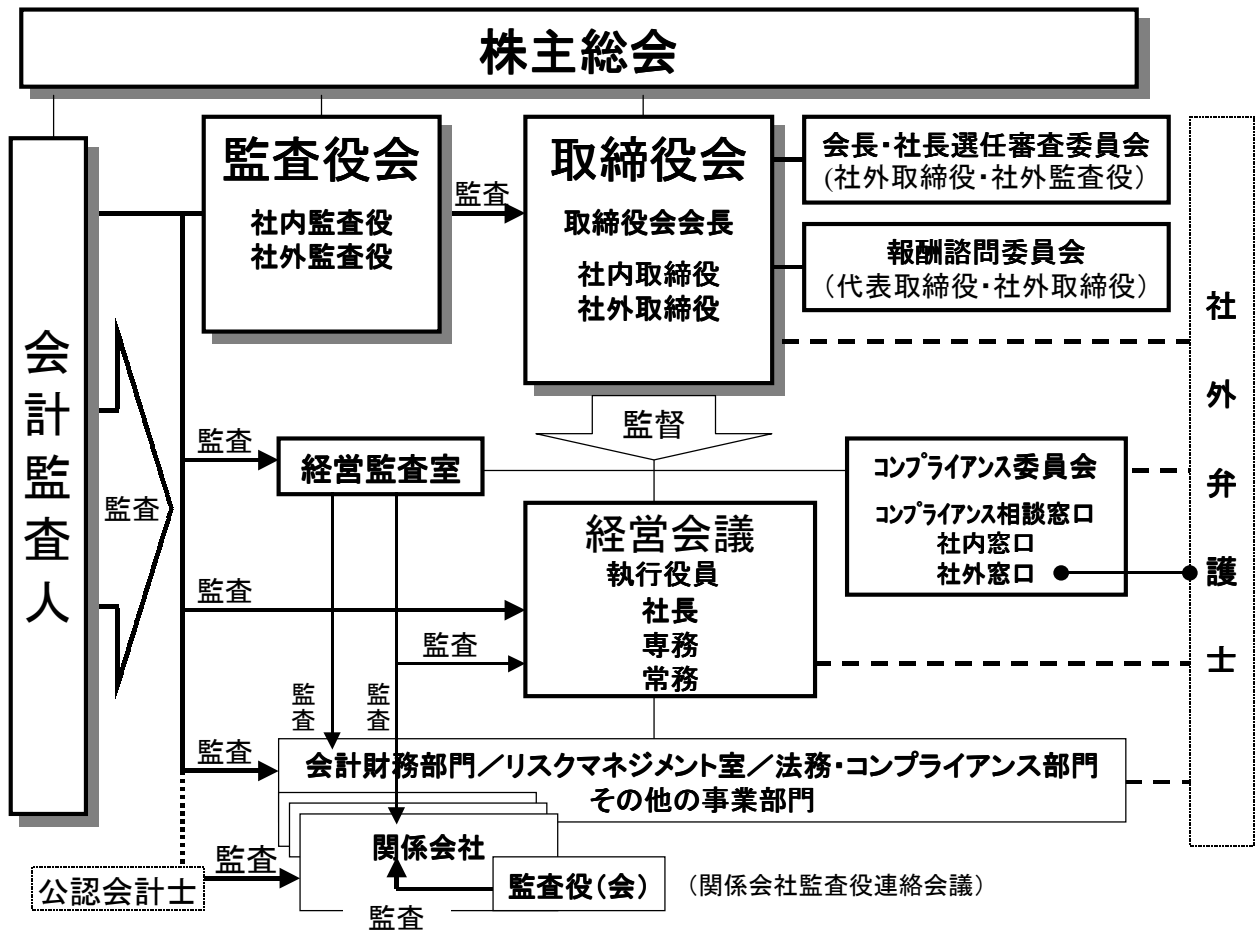 株主総会
会計監査人
監査役会
社内監査役
社外監査役
監査
取締役会
取締役会会長
社内取締役
社外取締役
会長・社長選任審査委員会
(社外取締役・社外監査役)
報酬諮問委員会
(代表取締役・社外取締役)
社外弁護士
監査
監督
監査
経営監査室
コンプライアンス委員会
コンプライアンス相談窓口
社内窓口
社外窓口
経営会議
執行役員
社長
専務
常務
監査
監査
監査
監査
監査
会計財務部門／リスクマネジメント室／法務・コンプライアンス部門
その他の事業部門
関係会社
監査
公認会計士
監査役(会)
(関係会社監査役連絡会議)
監査